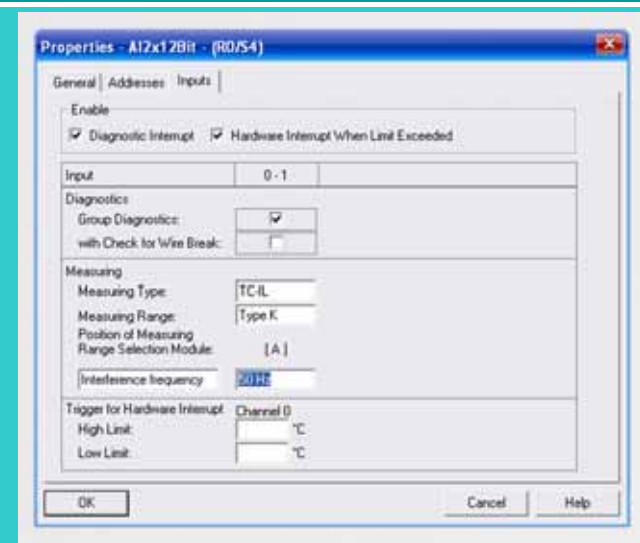 Properties - AI2x12Bit - (R0/S4)
General Addresses Inputs
Enable
Diagnostic Interrupt Hardware Interrupt When Limit Exceeded
Input 0 - 1
Diagnostics
Group Diagnostics:
with Check for Wire Break:
Measuring
Measuring Type: TC-IL
Measuring Range: Type K
Position of Measuring
Range Selection Module: [ A ]
Interference frequency 50 Hz
Trigger for Hardware Interrupt Channel 0
High Limit: °C
Low Limit: °C
OK Cancel Help